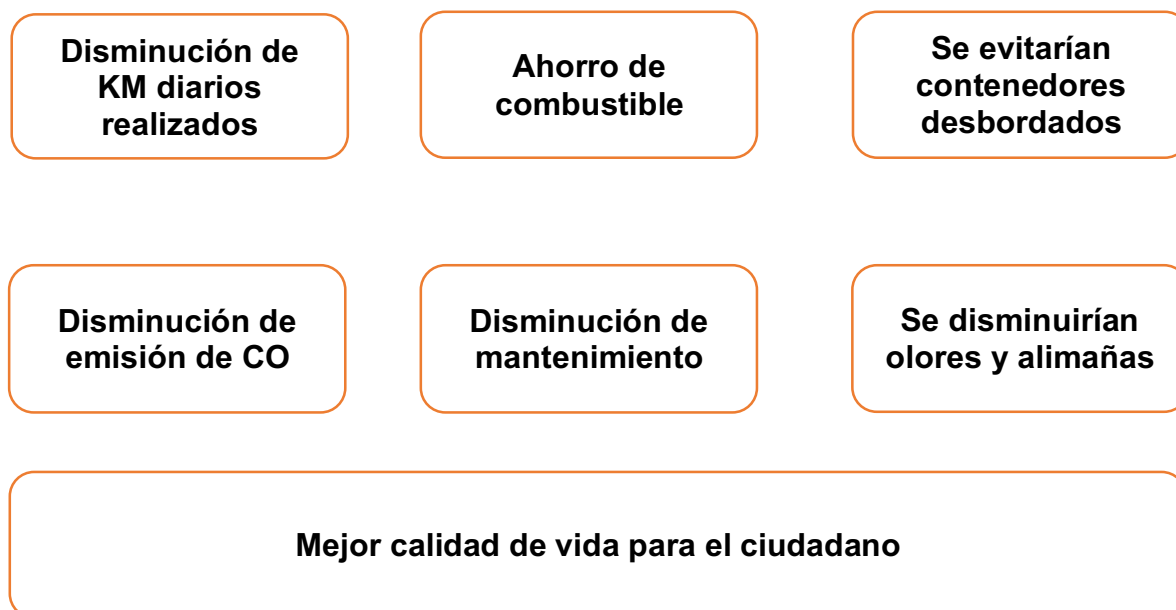 Disminución de
KM diarios
realizados
Ahorro de
combustible
Se evitarían
contenedores
desbordados
Disminución de
emisión de CO
Disminución de
mantenimiento
Se disminuirían
olores y alimañas
Mejor calidad de vida para el ciudadano